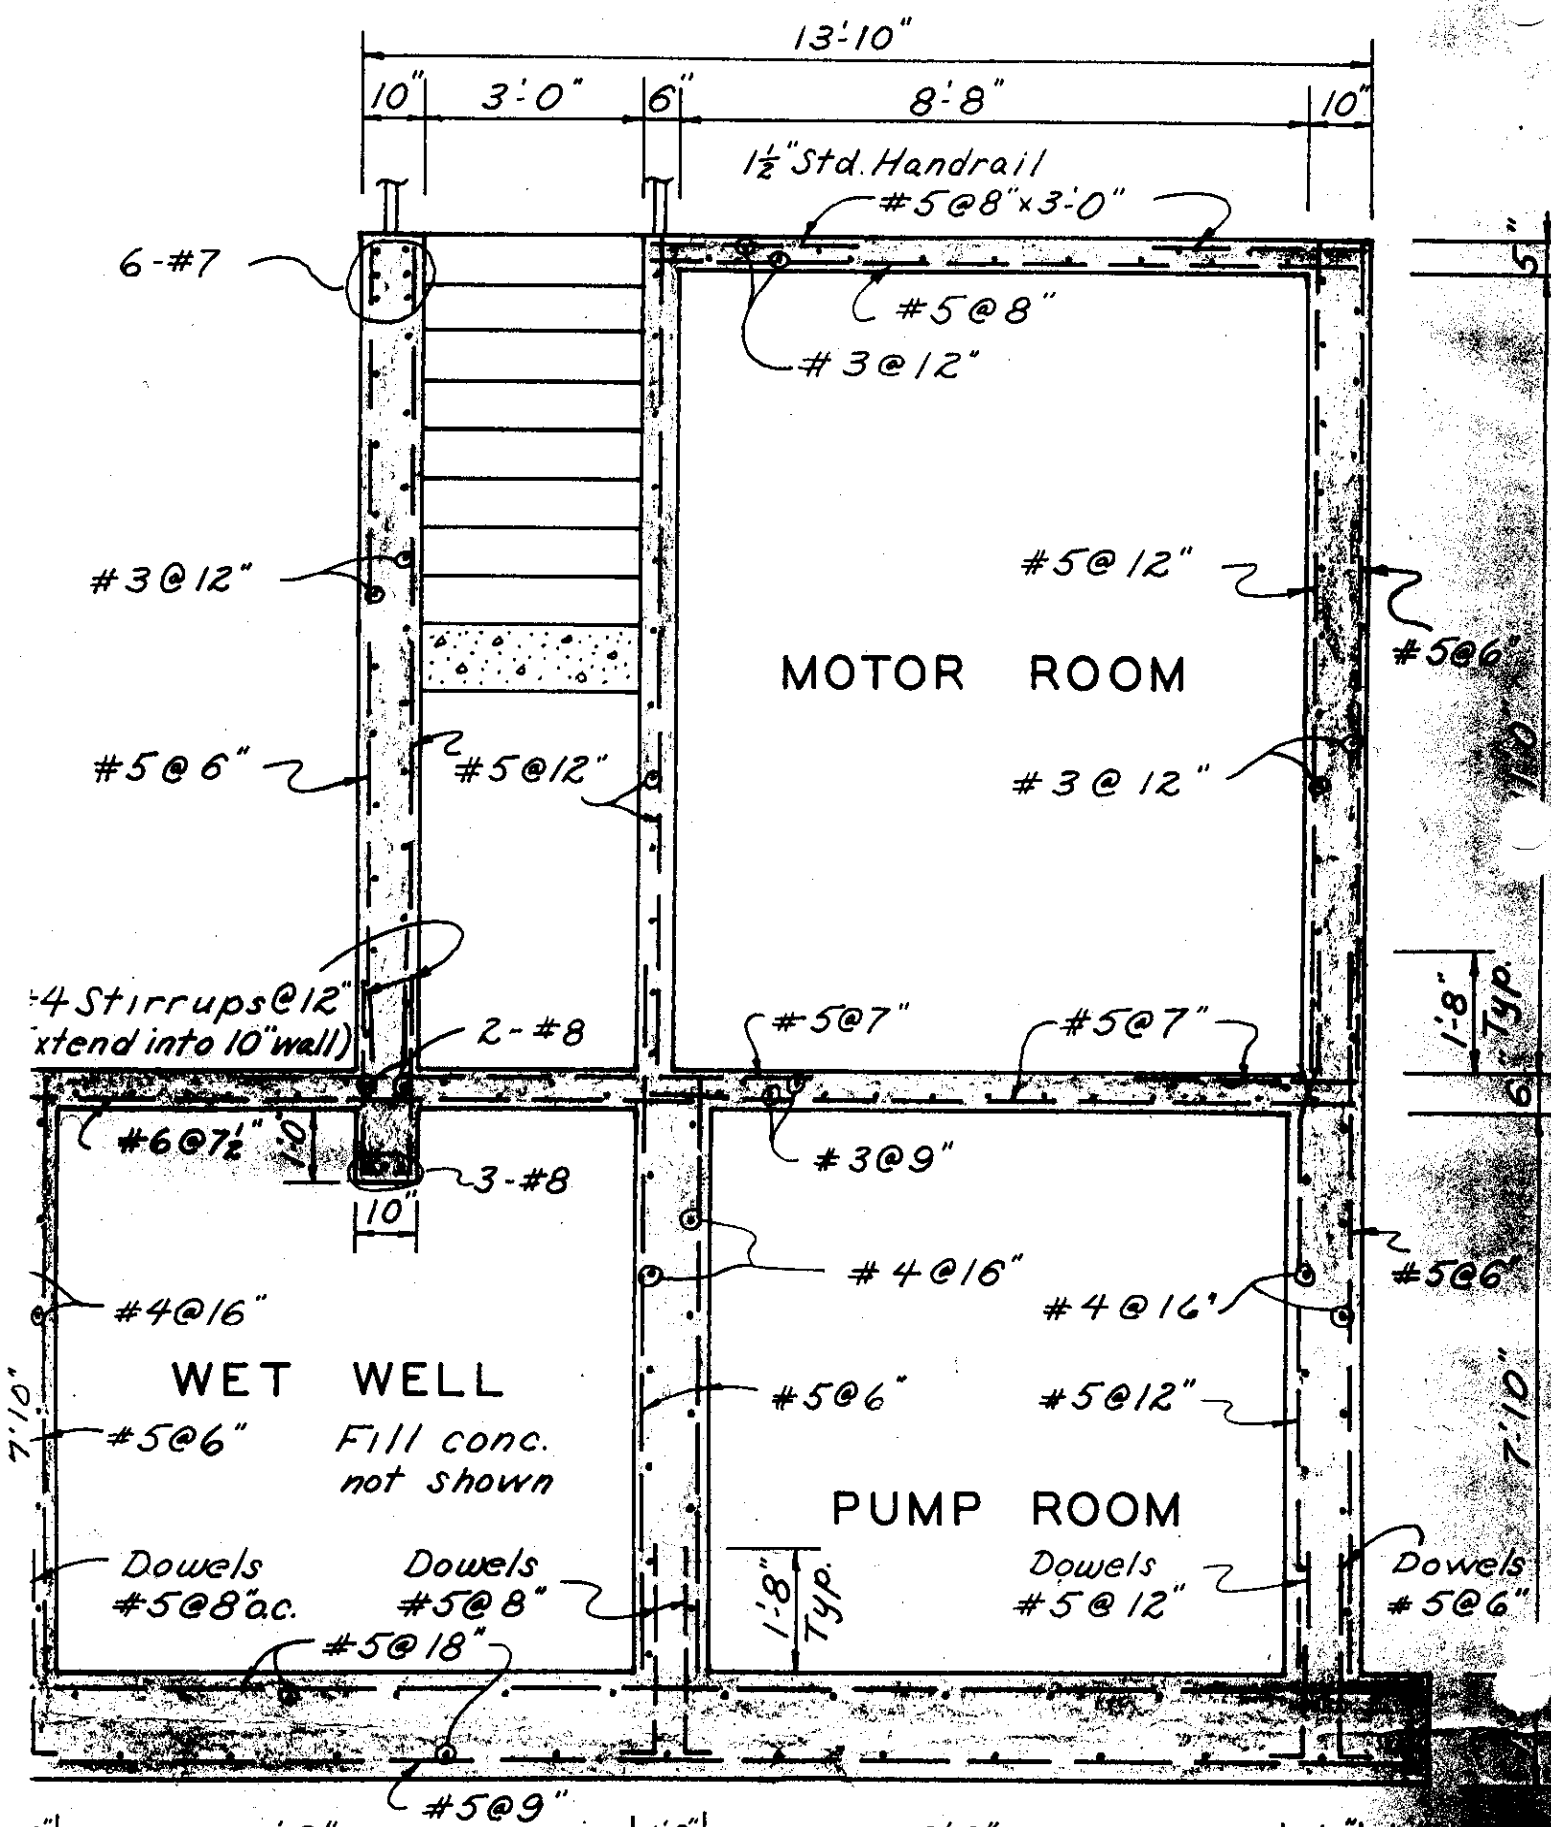 13'-10"
10" 3'-0" 6" 8'-8" 10"
1½" Std. Handrail
#5@8"x3'-0"
6-#7
5"
#5@8"
#3@12"
#3@12"
#5@12"
#5@6"
MOTOR ROOM
#5@6"
#5@12"
#3@12"
4 Stirrups@12"
xtend into 10" wall)
2-#8
#5@7"
#5@7"
1'-8"
Typ.
6"
#6@7½"
1'-0"
3-#8
#3@9"
10"
#4@16"
#4@16"
#4@16"
#5@6"
WET WELL
7'10"
#5@6"
Fill conc.
not shown
#5@6"
#5@12"
7'-10"
PUMP ROOM
Dowels
#5@8"o.c.
Dowels
#5@8"
1'-8"
Typ.
Dowels
#5@12"
Dowels
#5@6"
#5@18"
#5@9"